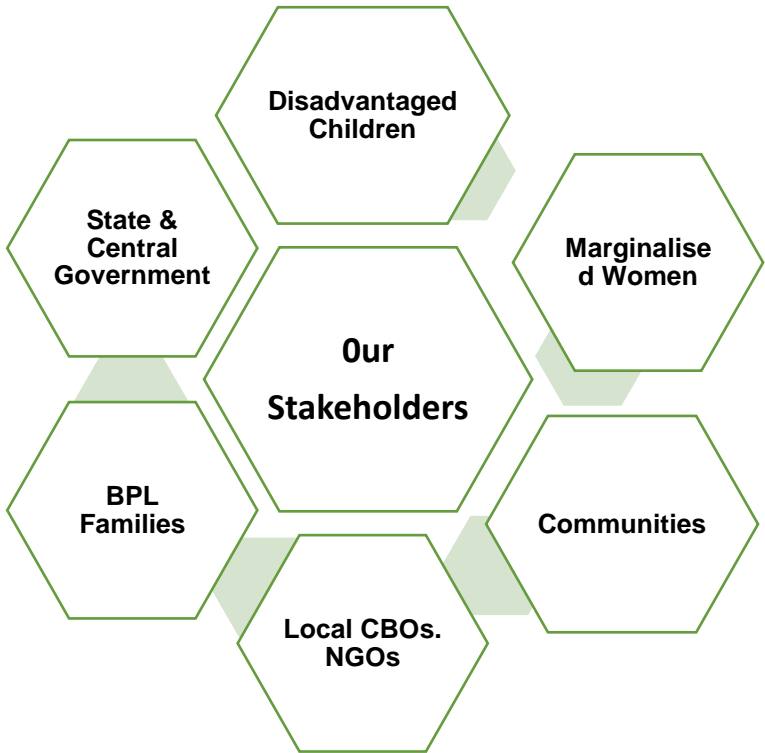 Disadvantaged
Children
State &
Central
Government
Marginalise
d Women
0ur
Stakeholders
BPL
Families
Communities
Local CBOs.
NGOs